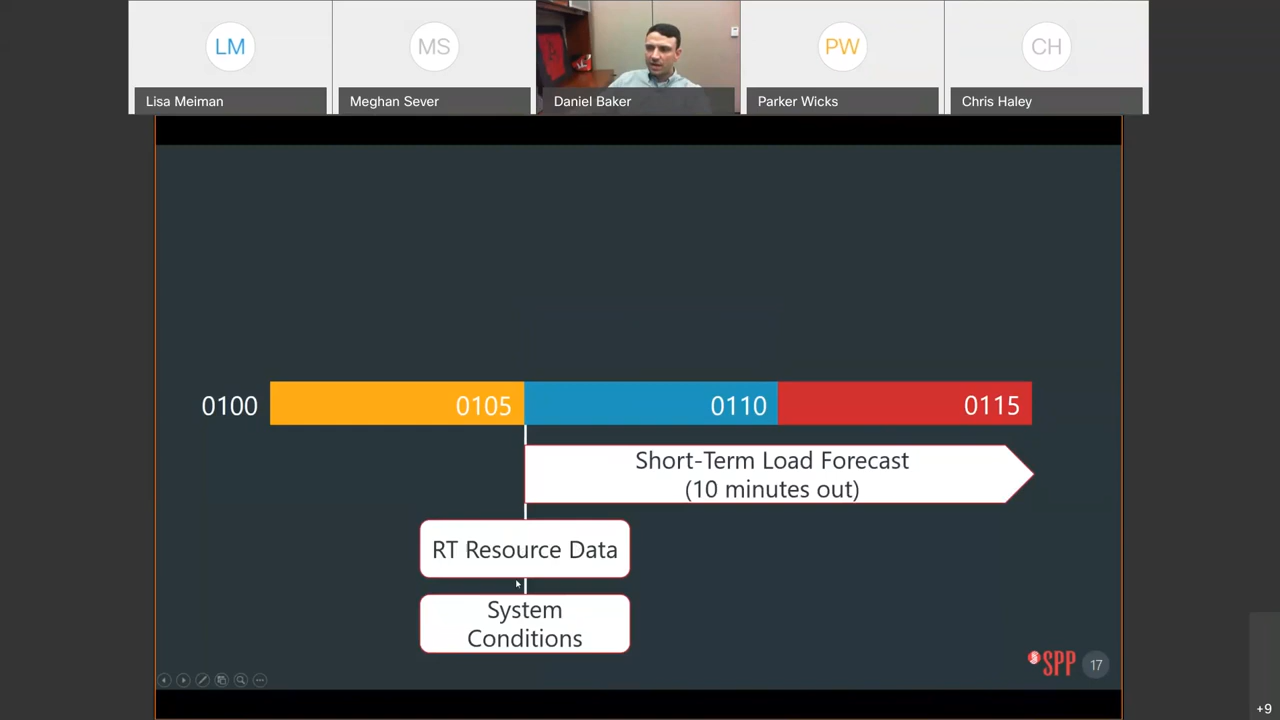 LM
MS
PW
CH
Lisa Meiman
Meghan Sever
Daniel Baker
Parker Wicks
Chris Haley
0100
0105
0110
0115
Short-Term Load Forecast
(10 minutes out)
RT Resource Data
System
Conditions
SPP
17
+9